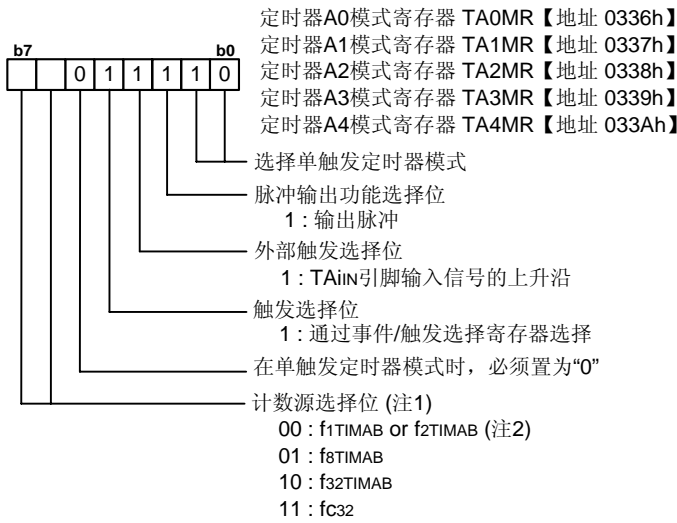 定时器A0模式寄存器 TA0MR【地址 0336h】
定时器A1模式寄存器 TA1MR【地址 0337h】
定时器A2模式寄存器 TA2MR【地址 0338h】
定时器A3模式寄存器 TA3MR【地址 0339h】
定时器A4模式寄存器 TA4MR【地址 033Ah】
b7 b0
0 1 1 1 1 0
选择单触发定时器模式
脉冲输出功能选择位
1 : 输出脉冲
外部触发选择位
1 : TAiIN引脚输入信号的上升沿
触发选择位
1 : 通过事件/触发选择寄存器选择
在单触发定时器模式时，必须置为“0”
计数源选择位 (注1)
00 : f1TIMAB or f2TIMAB (注2)
01 : f8TIMAB
10 : f32TIMAB
11 : fC32